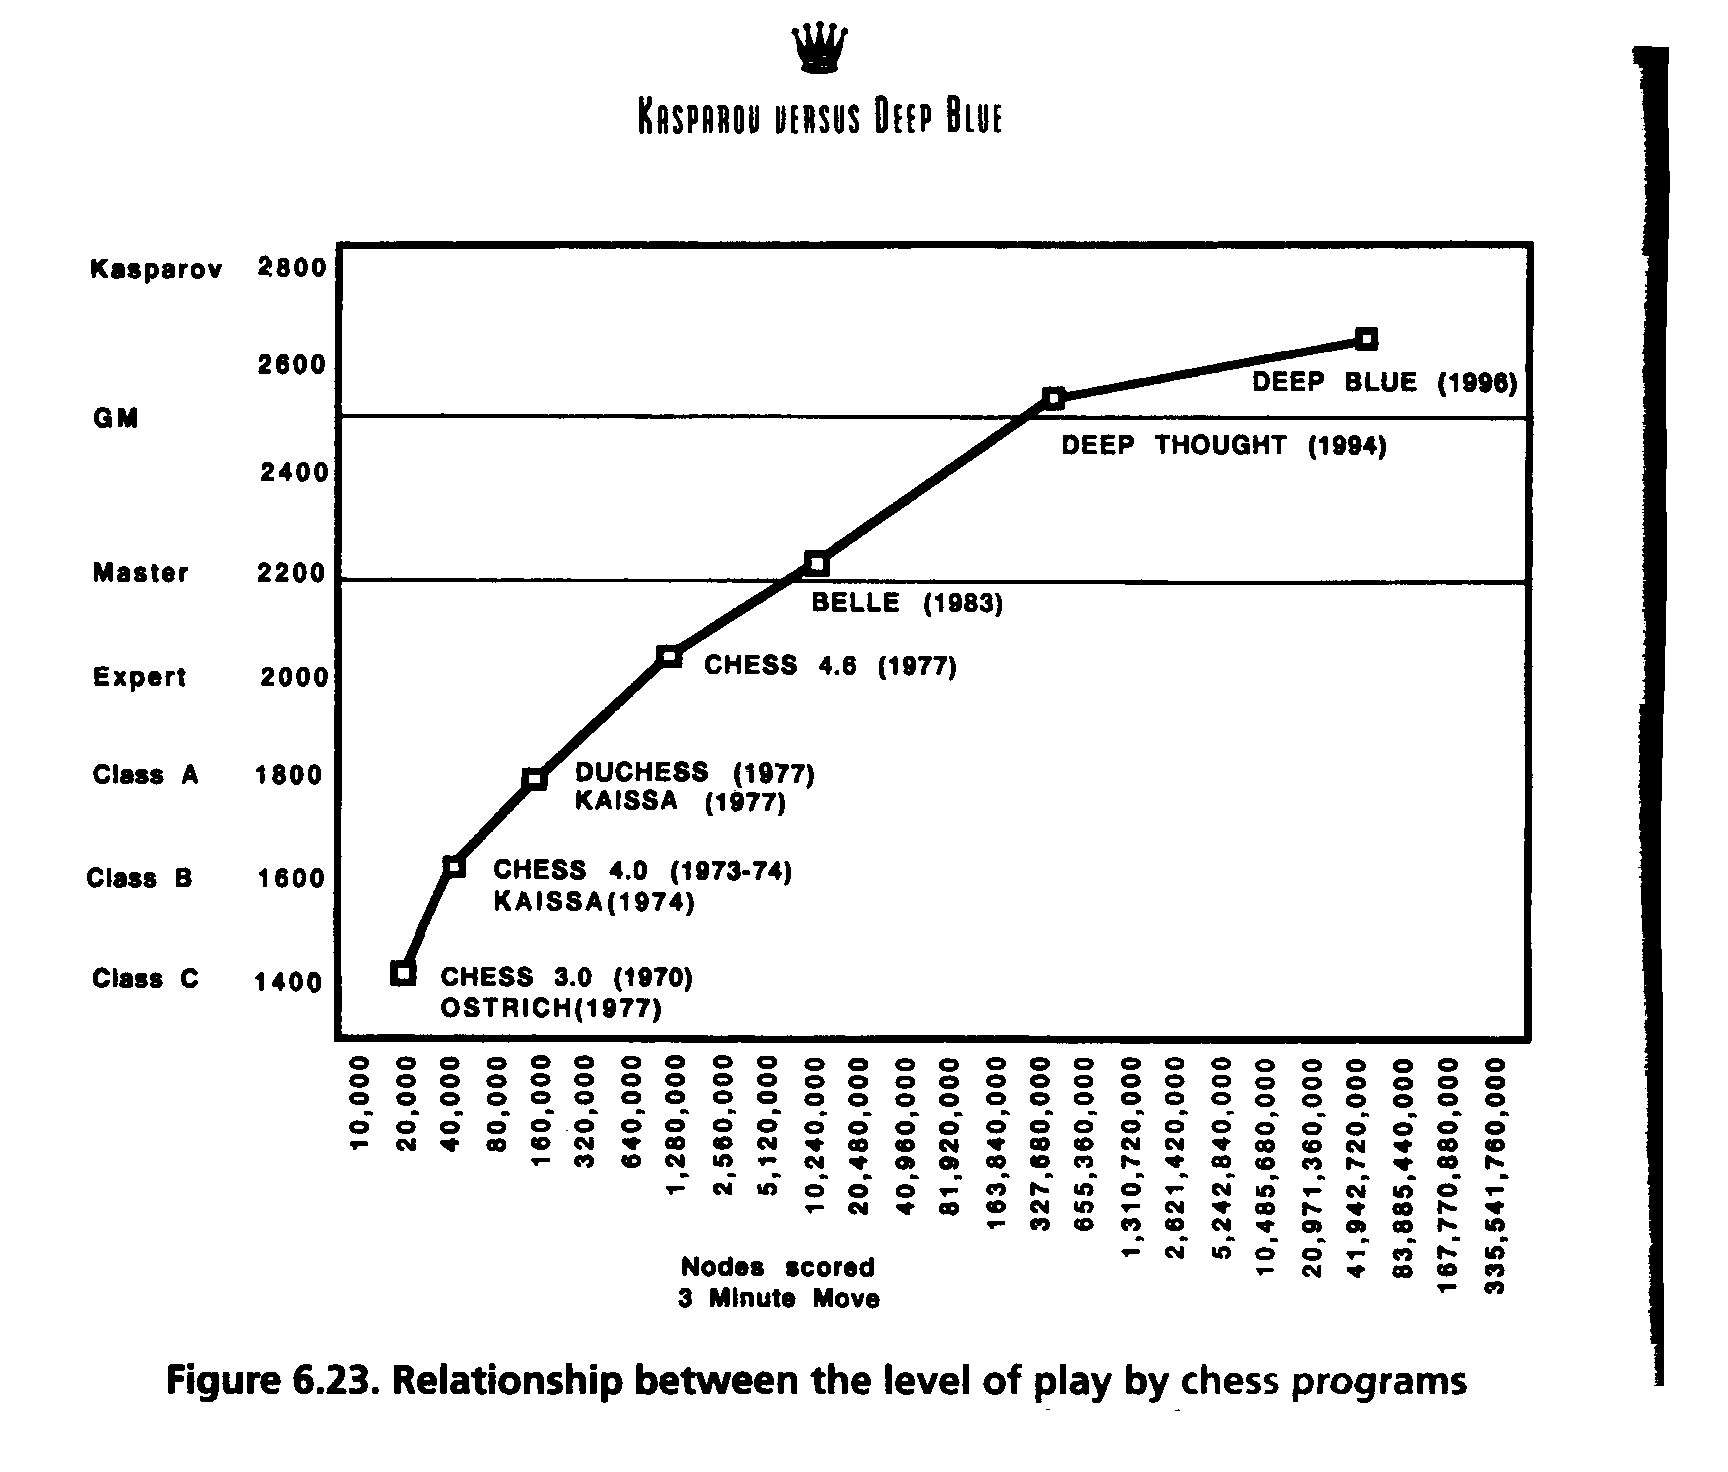 KASPAROV VERSUS DEEP BLUE
Kasparov 2800
2600
GM
2400
Master 2200
Expert 2000
Class A 1800
Class B 1600
Class C 1400
DEEP BLUE (1996)
DEEP THOUGHT (1994)
BELLE (1983)
CHESS 4.6 (1977)
DUCHESS (1977)
KAISSA (1977)
CHESS 4.0 (1973-74)
KAISSA(1974)
CHESS 3.0 (1970)
OSTRICH(1977)
10,000
20,000
40,000
80,000
160,000
320,000
640,000
1,280,000
2,560,000
5,120,000
10,240,000
20,480,000
40,960,000
81,920,000
163,840,000
327,680,000
655,360,000
1,310,720,000
2,621,420,000
5,242,840,000
10,485,680,000
20,971,360,000
41,942,720,000
83,885,440,000
167,770,880,000
335,541,760,000
Nodes scored
3 Minute Move
Figure 6.23. Relationship between the level of play by chess programs